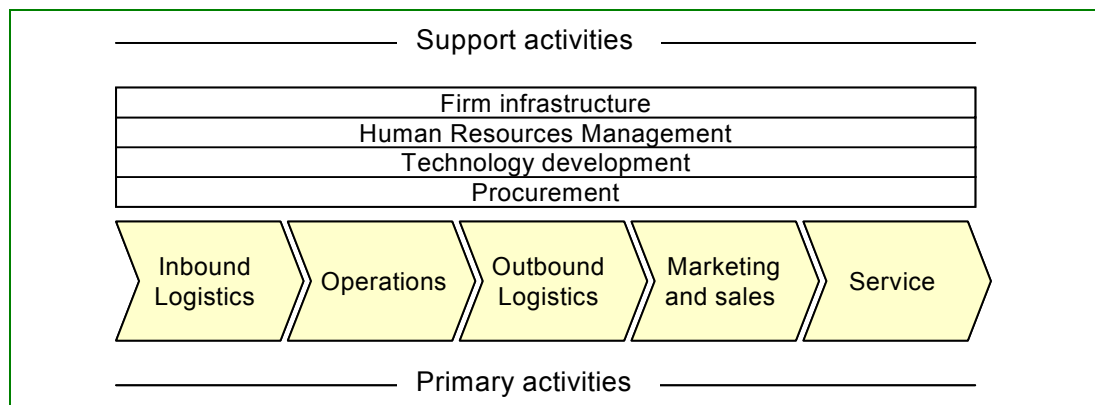 Support activities
Firm infrastructure
Human Resources Management
Technology development
Procurement
Inbound
Logistics
Operations
Outbound
Logistics
Marketing
and sales
Service
Primary activities